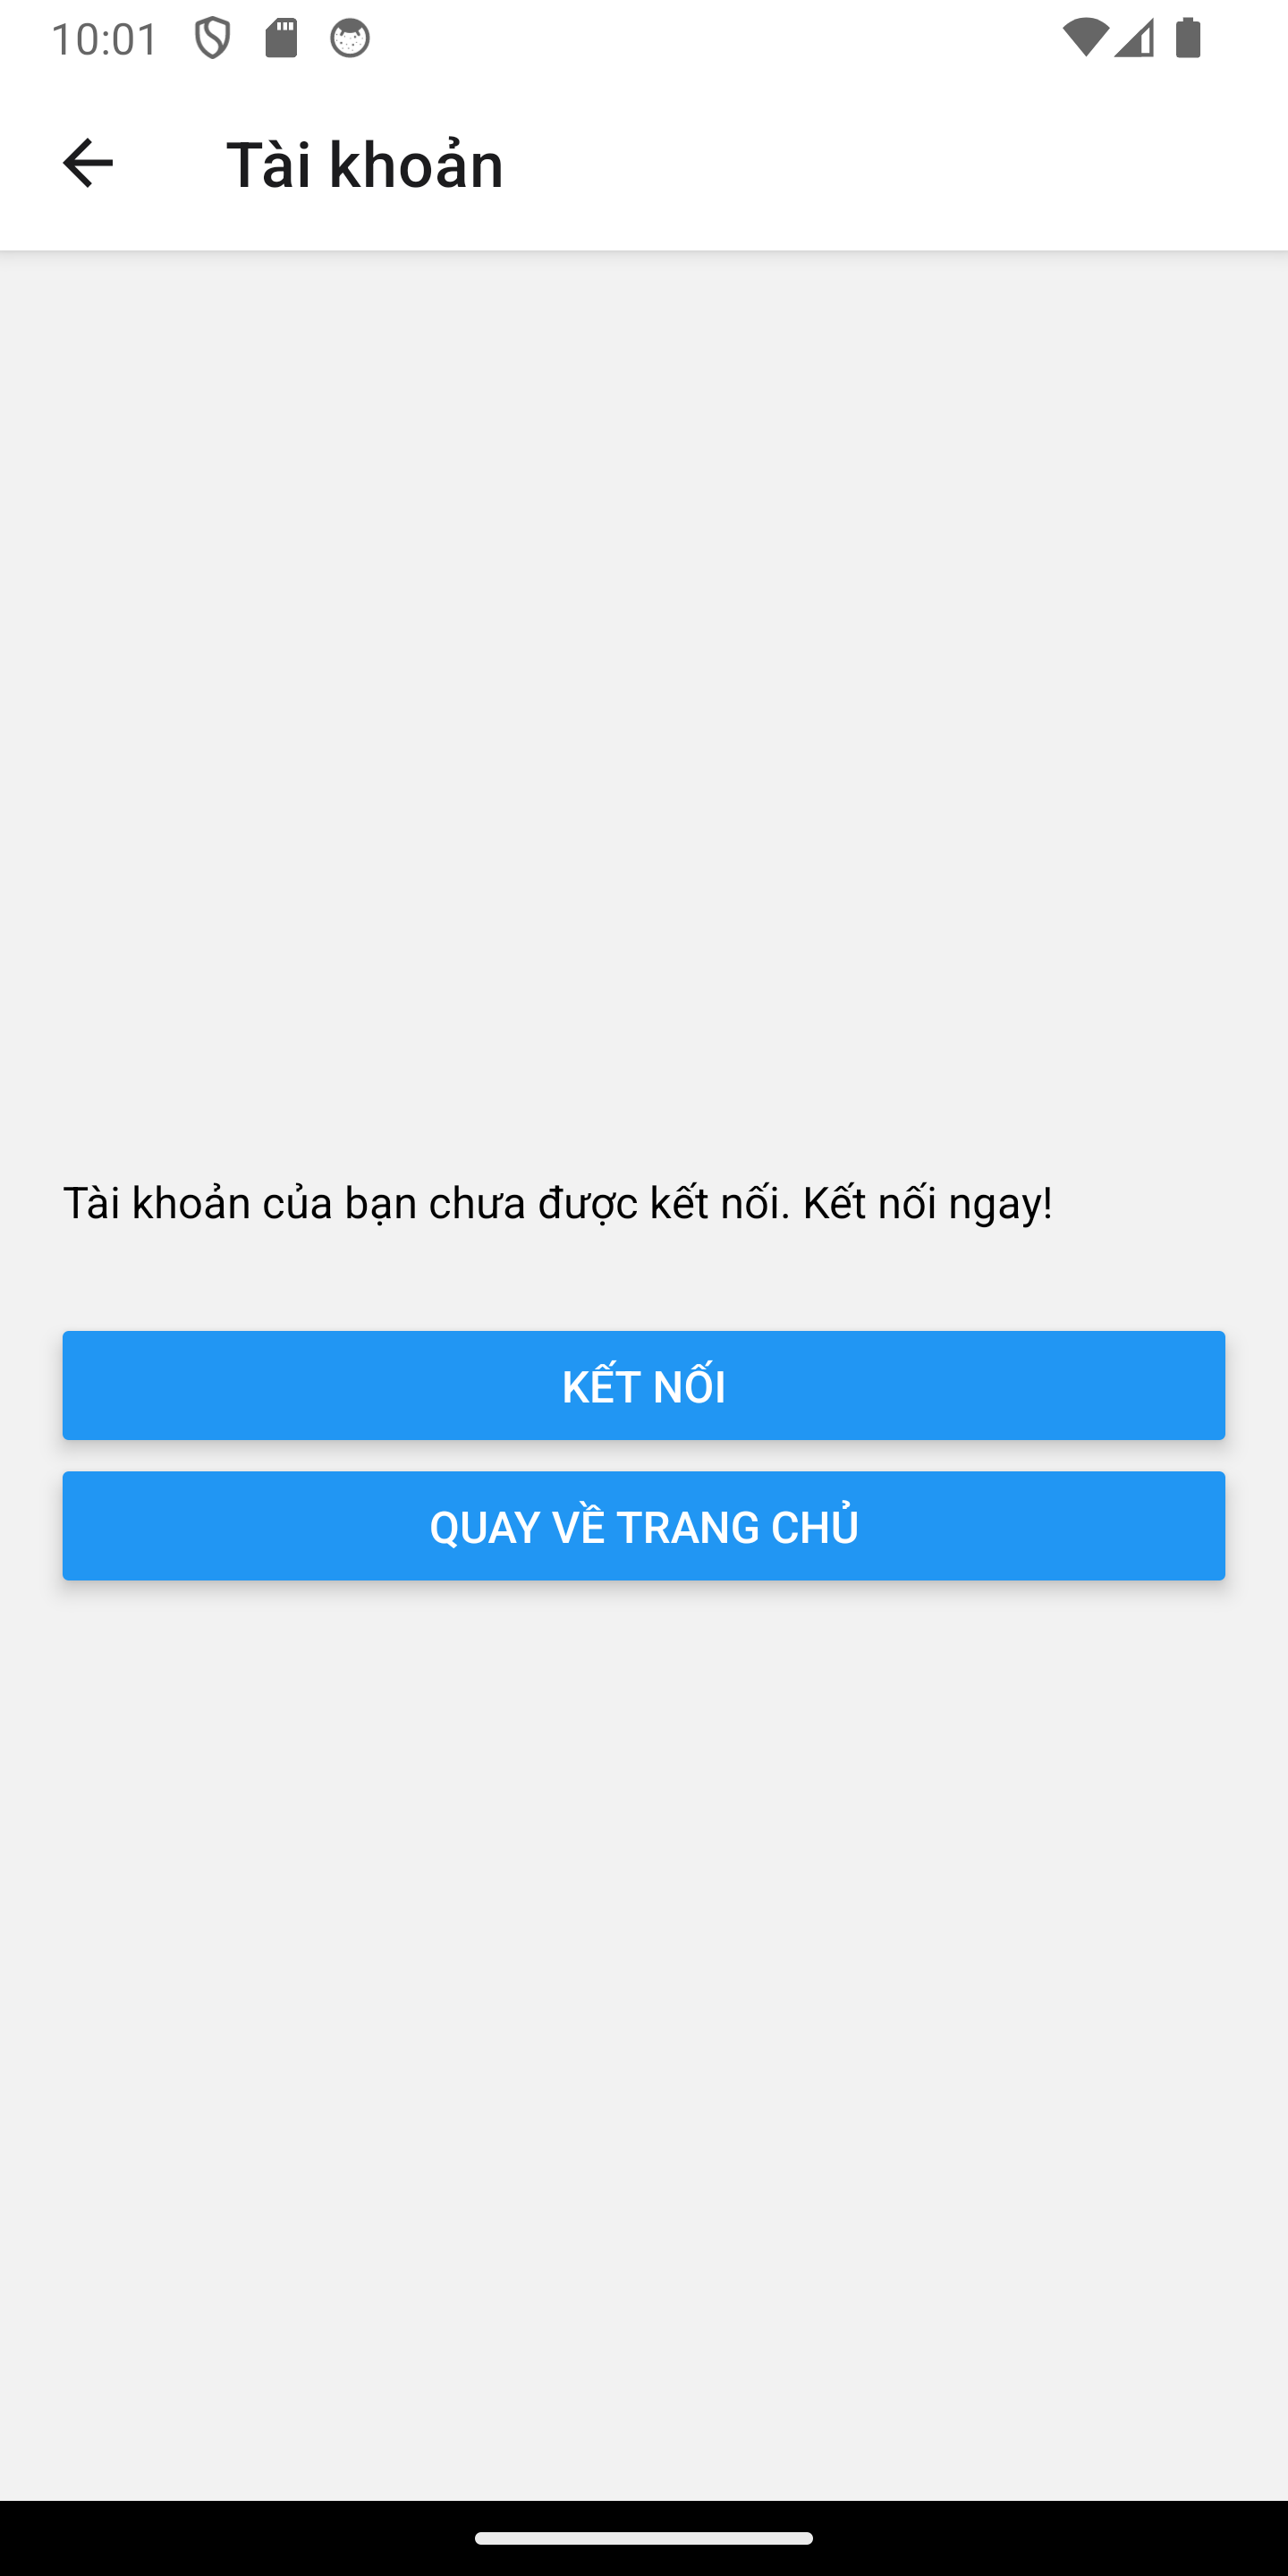 10:01
Tài khoản
Tài khoản của bạn chưa được kết nối. Kết nối ngay!
KẾT NỐI
QUAY VỀ TRANG CHỦ